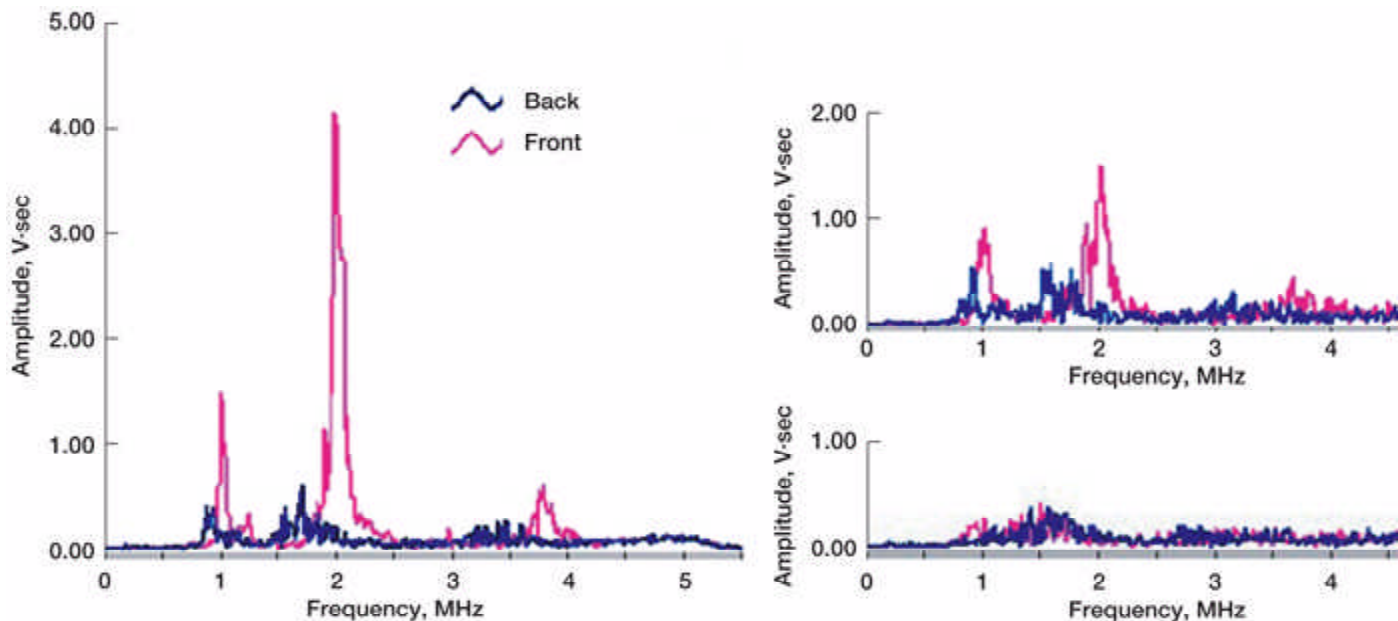 5.00
4.00
3.00
2.00
1.00
0.00
Amplitude, V·sec
0 1 2 3 4 5
Frequency, MHz
Back
Front
2.00
1.00
0.00
Amplitude, V·sec
0 1 2 3 4
Frequency, MHz
1.00
0.00
Amplitude, V·sec
0 1 2 3 4
Frequency, MHz